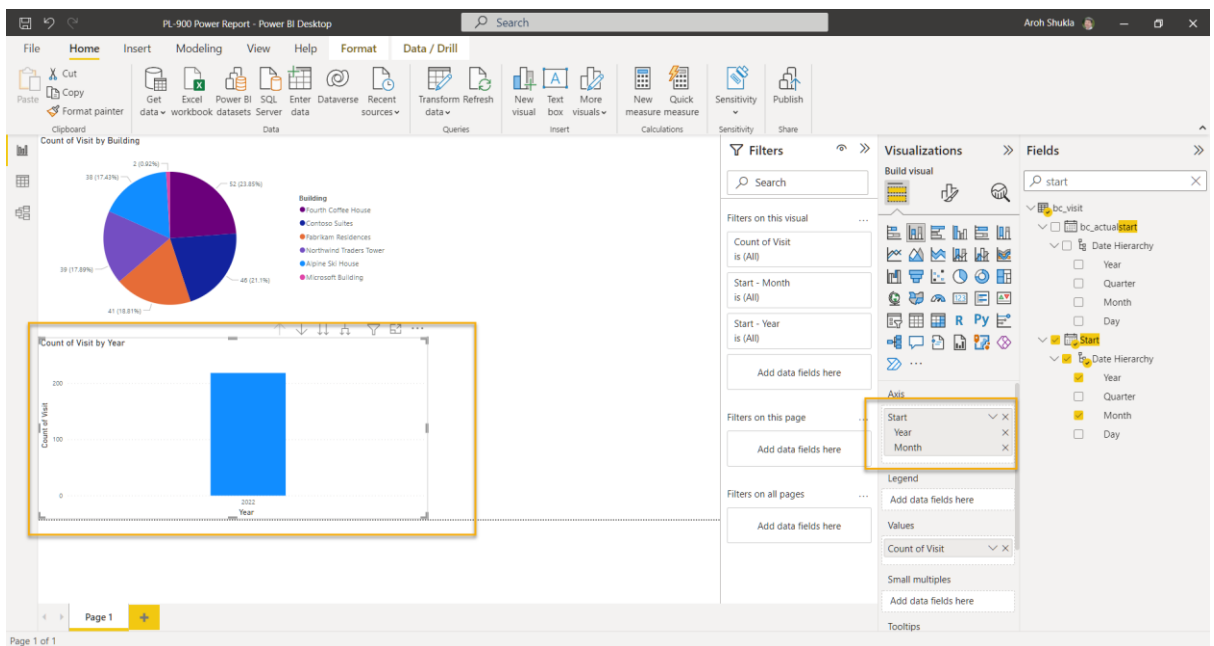 PL-900 Power Report - Power BI Desktop
Search
Aroh Shukla
File Home Insert Modeling View Help Format Data / Drill
Paste
Cut
Copy
Format painter
Clipboard
Get data
Excel workbook
Power BI datasets
SQL Server
Enter data
Dataverse
Recent sources
Data
Transform data
Refresh
Queries
New visual
Text box
More visuals
Insert
New measure
Quick measure
Calculations
Sensitivity
Sensitivity
Publish
Share
Count of Visit by Building
2 (0.92%)
38 (17.43%)
52 (23.85%)
39 (17.89%)
46 (21.1%)
41 (18.81%)
Building
Fourth Coffee House
Contoso Suites
Fabrikam Residences
Northwind Traders Tower
Alpine Ski House
Microsoft Building
Count of Visit by Year
Count of Visit
200
100
0
2022
Year
Filters
Search
Filters on this visual
...
Count of Visit
is (All)
Start - Month
is (All)
Start - Year
is (All)
Add data fields here
Filters on this page
...
Add data fields here
Filters on all pages
...
Add data fields here
Visualizations
Build visual
123
R Py
...
Axis
Start
Year
Month
Legend
Add data fields here
Values
Count of Visit
Small multiples
Add data fields here
Tooltips
Fields
start
bc_visit
bc_actualstart
Date Hierarchy
Year
Quarter
Month
Day
Start
Date Hierarchy
Year
Quarter
Month
Day
Page 1
Page 1 of 1